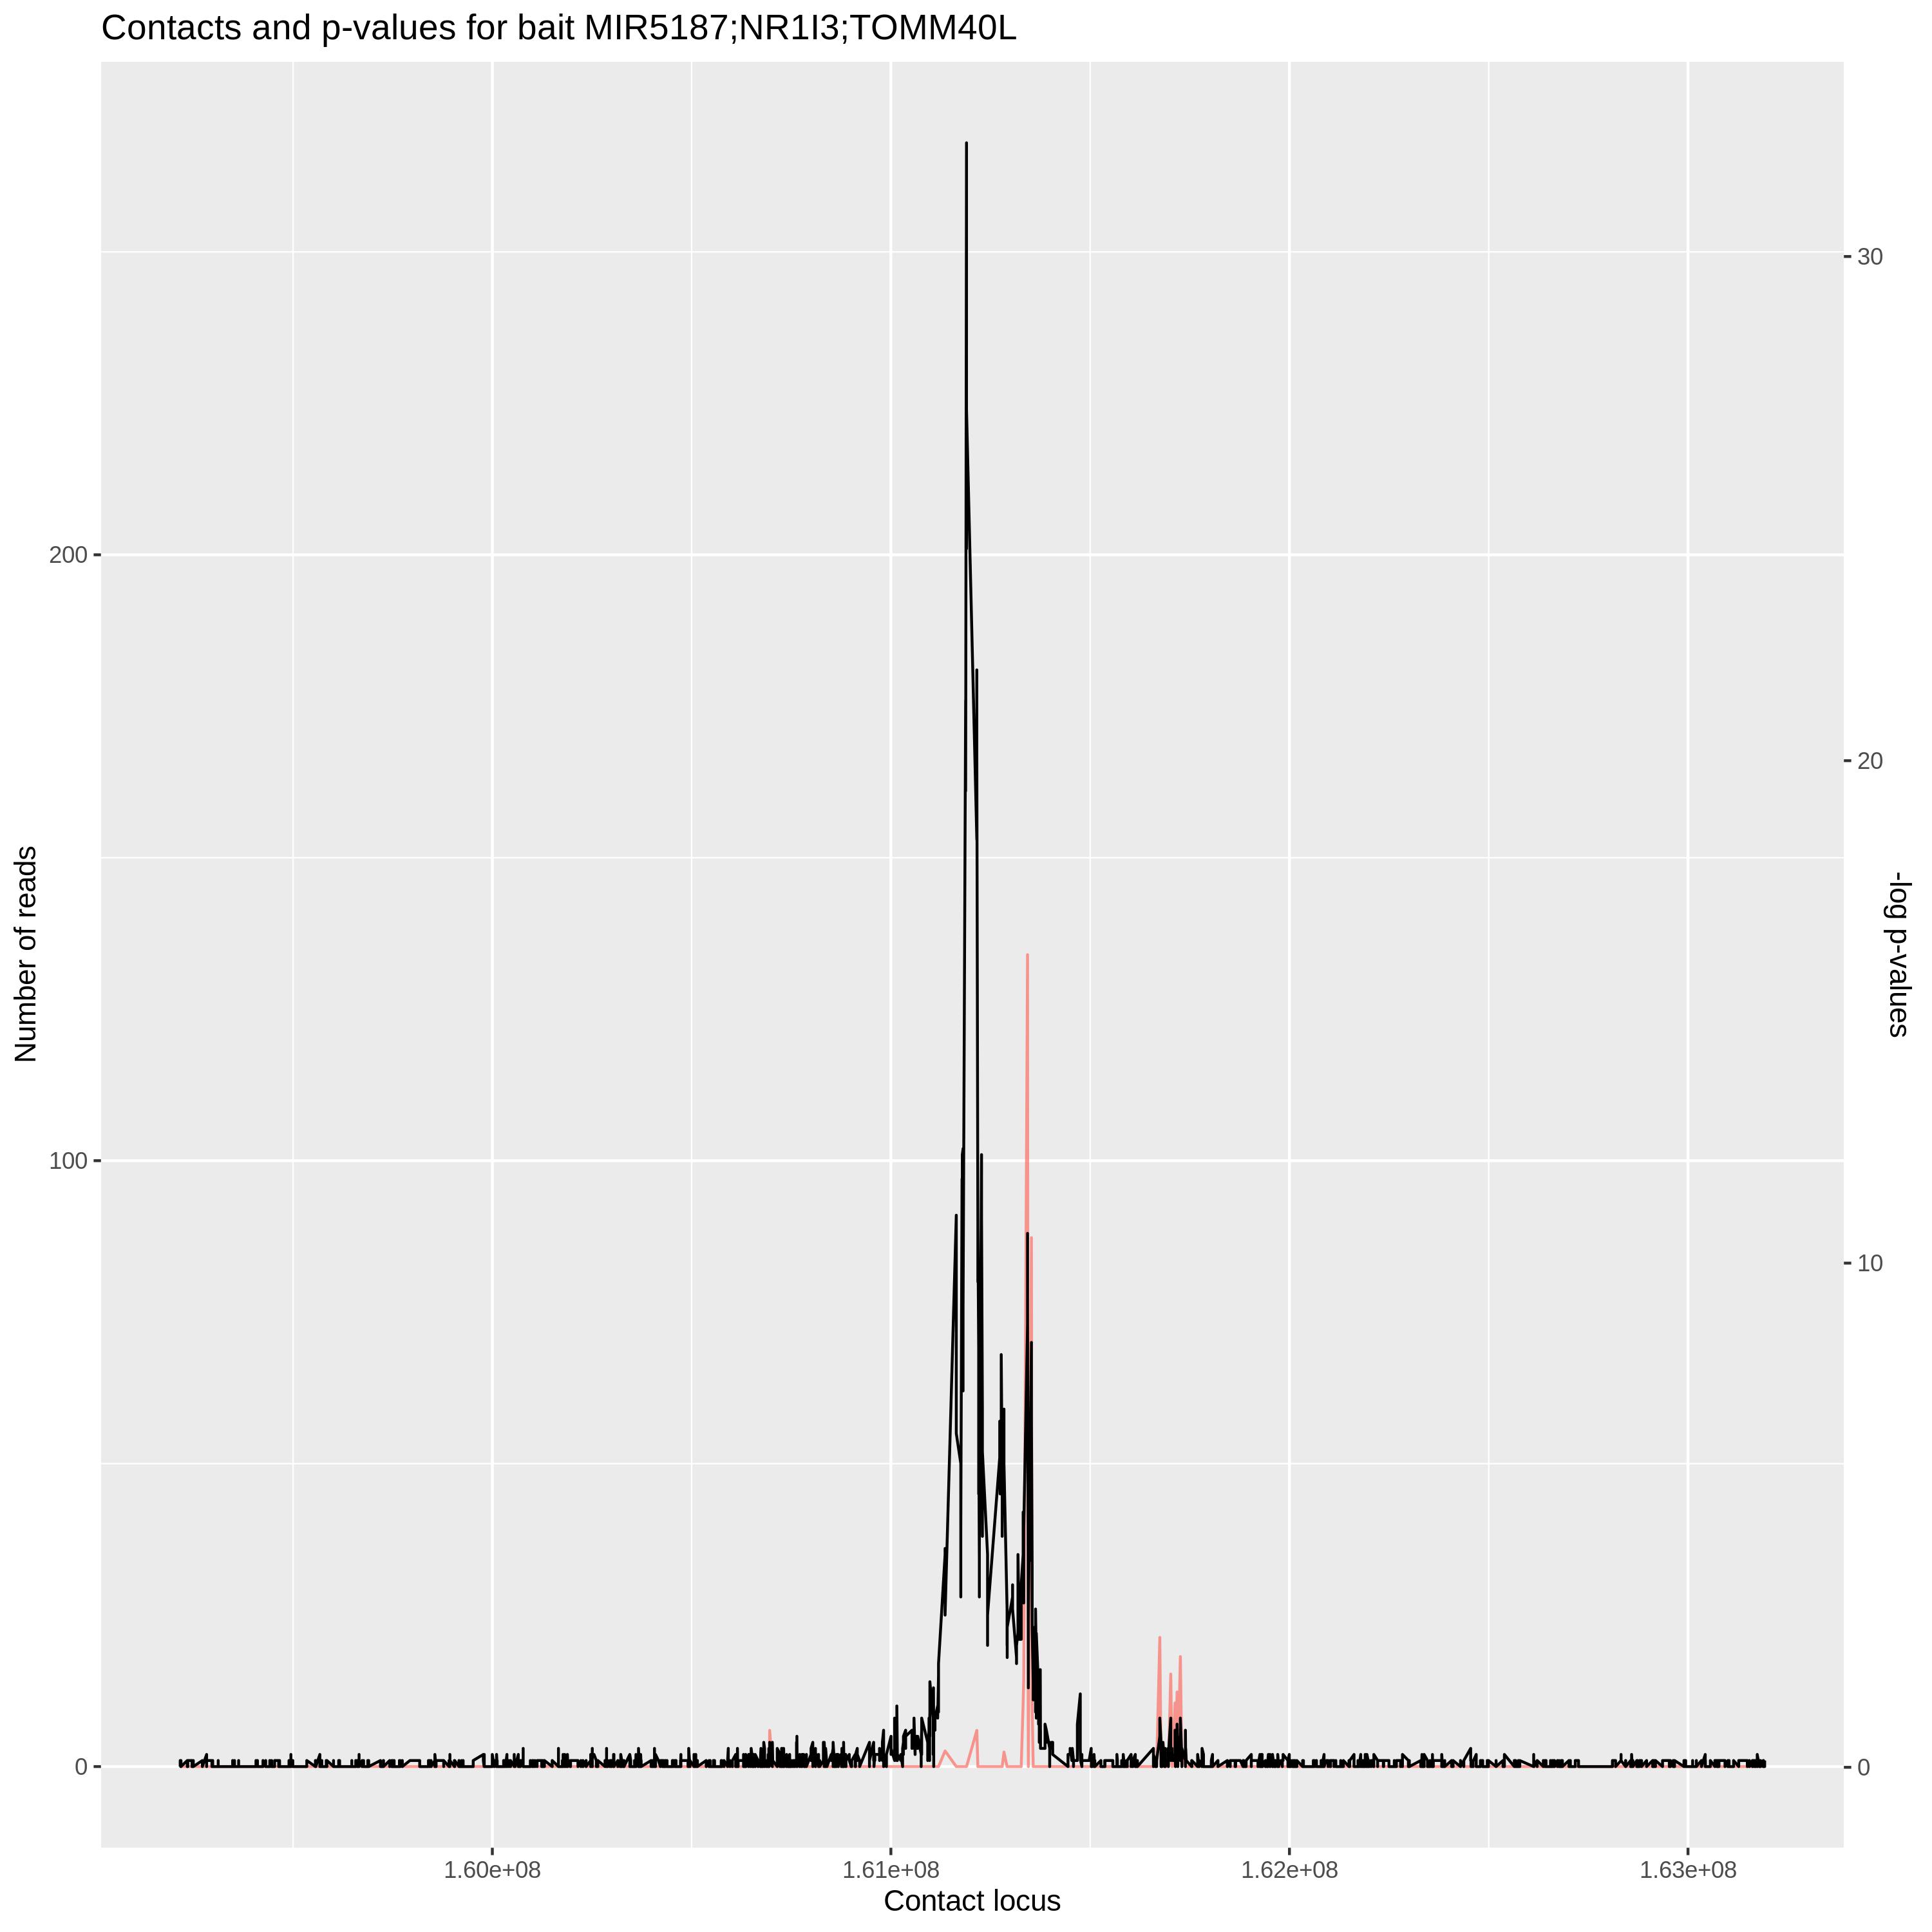 Contacts and p-values for bait MIR5187;NR1I3;TOMM40L
30
200
20
Number of reads
-log p-values
100
10
0
0
1.60e+08
1.61e+08
1.62e+08
1.63e+08
Contact locus